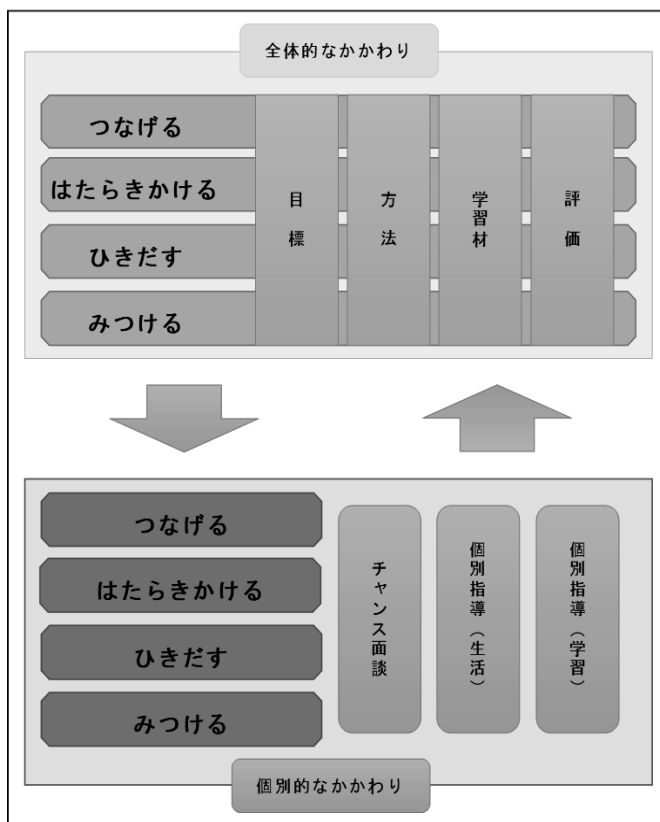 全体的なかかわり
つなげる
はたらきかける
ひきだす
みつける
目標
方法
学習材
評価
つなげる
はたらきかける
ひきだす
みつける
チャンス面談
個別指導（生活）
個別指導（学習）
個別的なかかわり